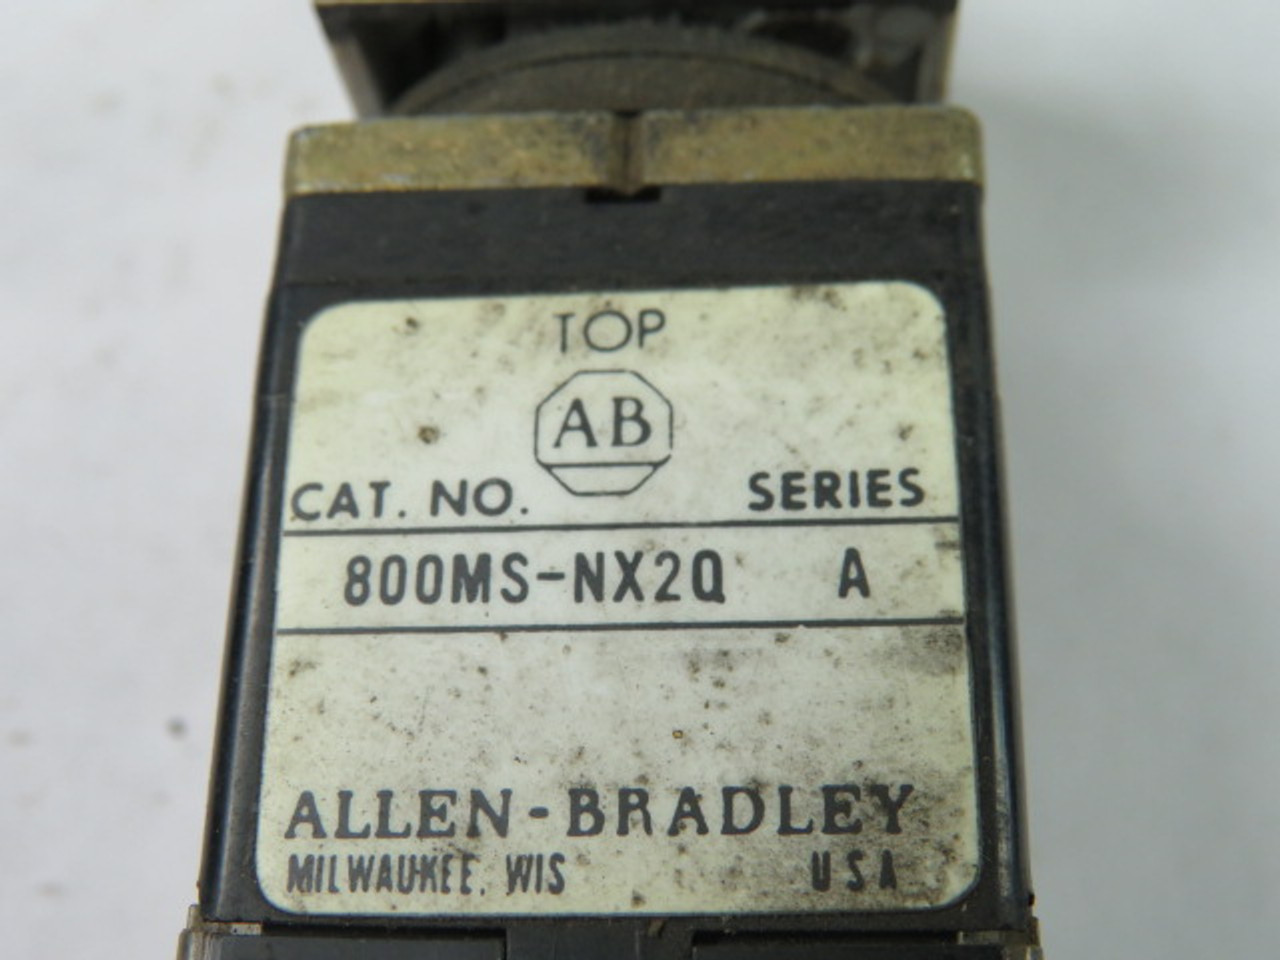 TOP
AB
CAT. NO. SERIES
800MS-NX2Q A
ALLEN-BRADLEY
MILWAUKEE, WIS USA